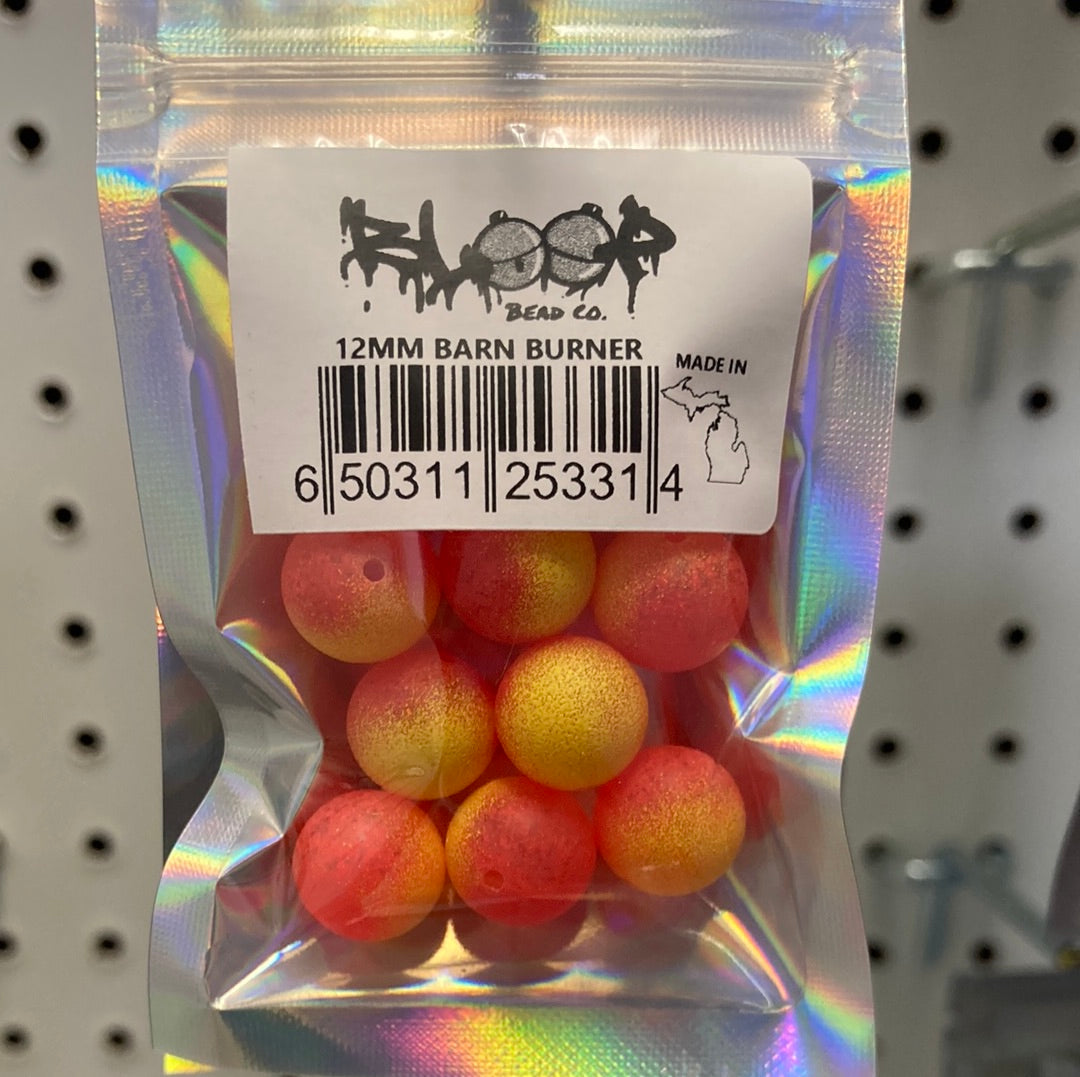 BLOOP
BEAD CO.
12MM BARN BURNER
MADE IN
6 50311 25331 4